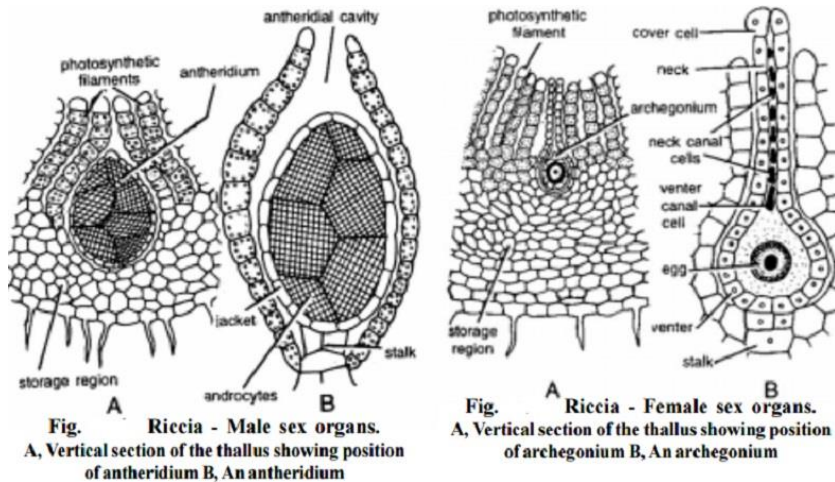 photosynthetic
filaments
antheridium
storage region
A
antheridial cavity
jacket
androcytes
stalk
B
Fig. Riccia - Male sex organs.
A, Vertical section of the thallus showing position
of antheridium B, An antheridium
photosynthetic
filament
archegonium
storage
region
A
cover cell
neck
neck canal
cells
venter
canal
cell
egg
venter
stalk
B
Fig. Riccia - Female sex organs.
A, Vertical section of the thallus showing position
of archegonium B, An archegonium